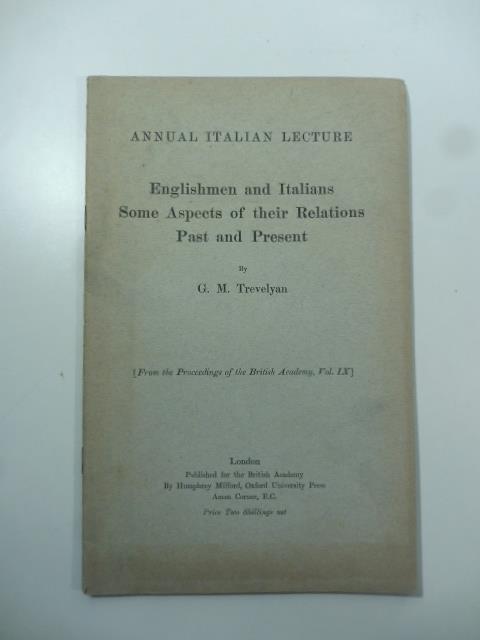 ANNUAL ITALIAN LECTURE
Englishmen and Italians
Some Aspects of their Relations
Past and Present
By
G. M. Trevelyan
[From the Proceedings of the British Academy, Vol. IX]
London
Published for the British Academy
By Humphrey Milford, Oxford University Press
Amen Corner, E.C.
Price Two Shillings net